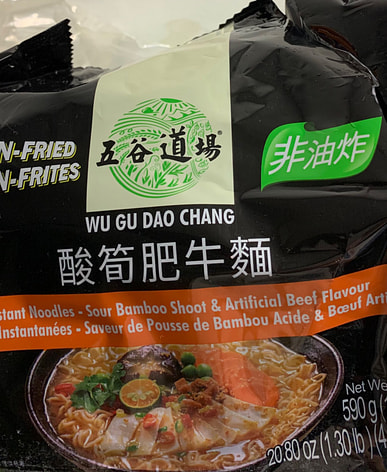 N-FRIED
N-FRITES
五谷道場®
非油炸
WU GU DAO CHANG
酸筍肥牛麵
stant Noodles - Sour Bamboo Shoot & Artificial Beef Flavour
Instantanées - Saveur de Pousse de Bambou Acide & Bœuf Arti
Net We
590 g (
20.80 oz (1.30 lb) (4